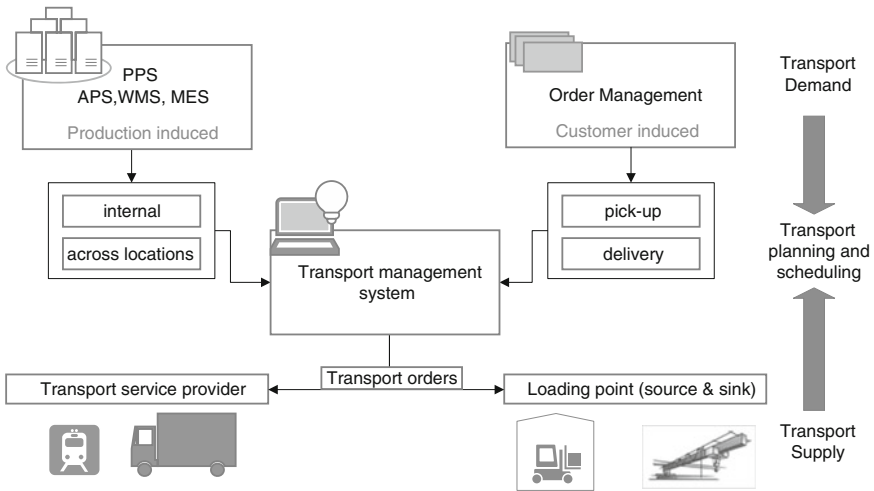 PPS
APS,WMS, MES
Production induced
Order Management
Customer induced
Transport
Demand
internal
across locations
pick-up
delivery
Transport
planning and
scheduling
Transport management
system
Transport orders
Transport service provider
Loading point (source & sink)
Transport
Supply